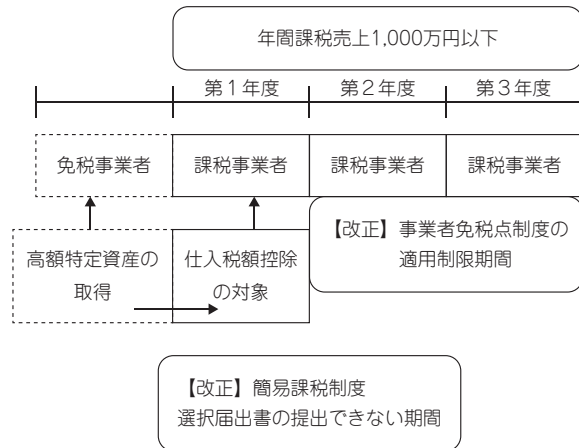 年間課税売上1,000万円以下
第1年度 第2年度 第3年度
免税事業者 課税事業者 課税事業者 課税事業者
高額特定資産の
取得
仕入税額控除
の対象
【改正】事業者免税点制度の
適用制限期間
【改正】簡易課税制度
選択届出書の提出できない期間